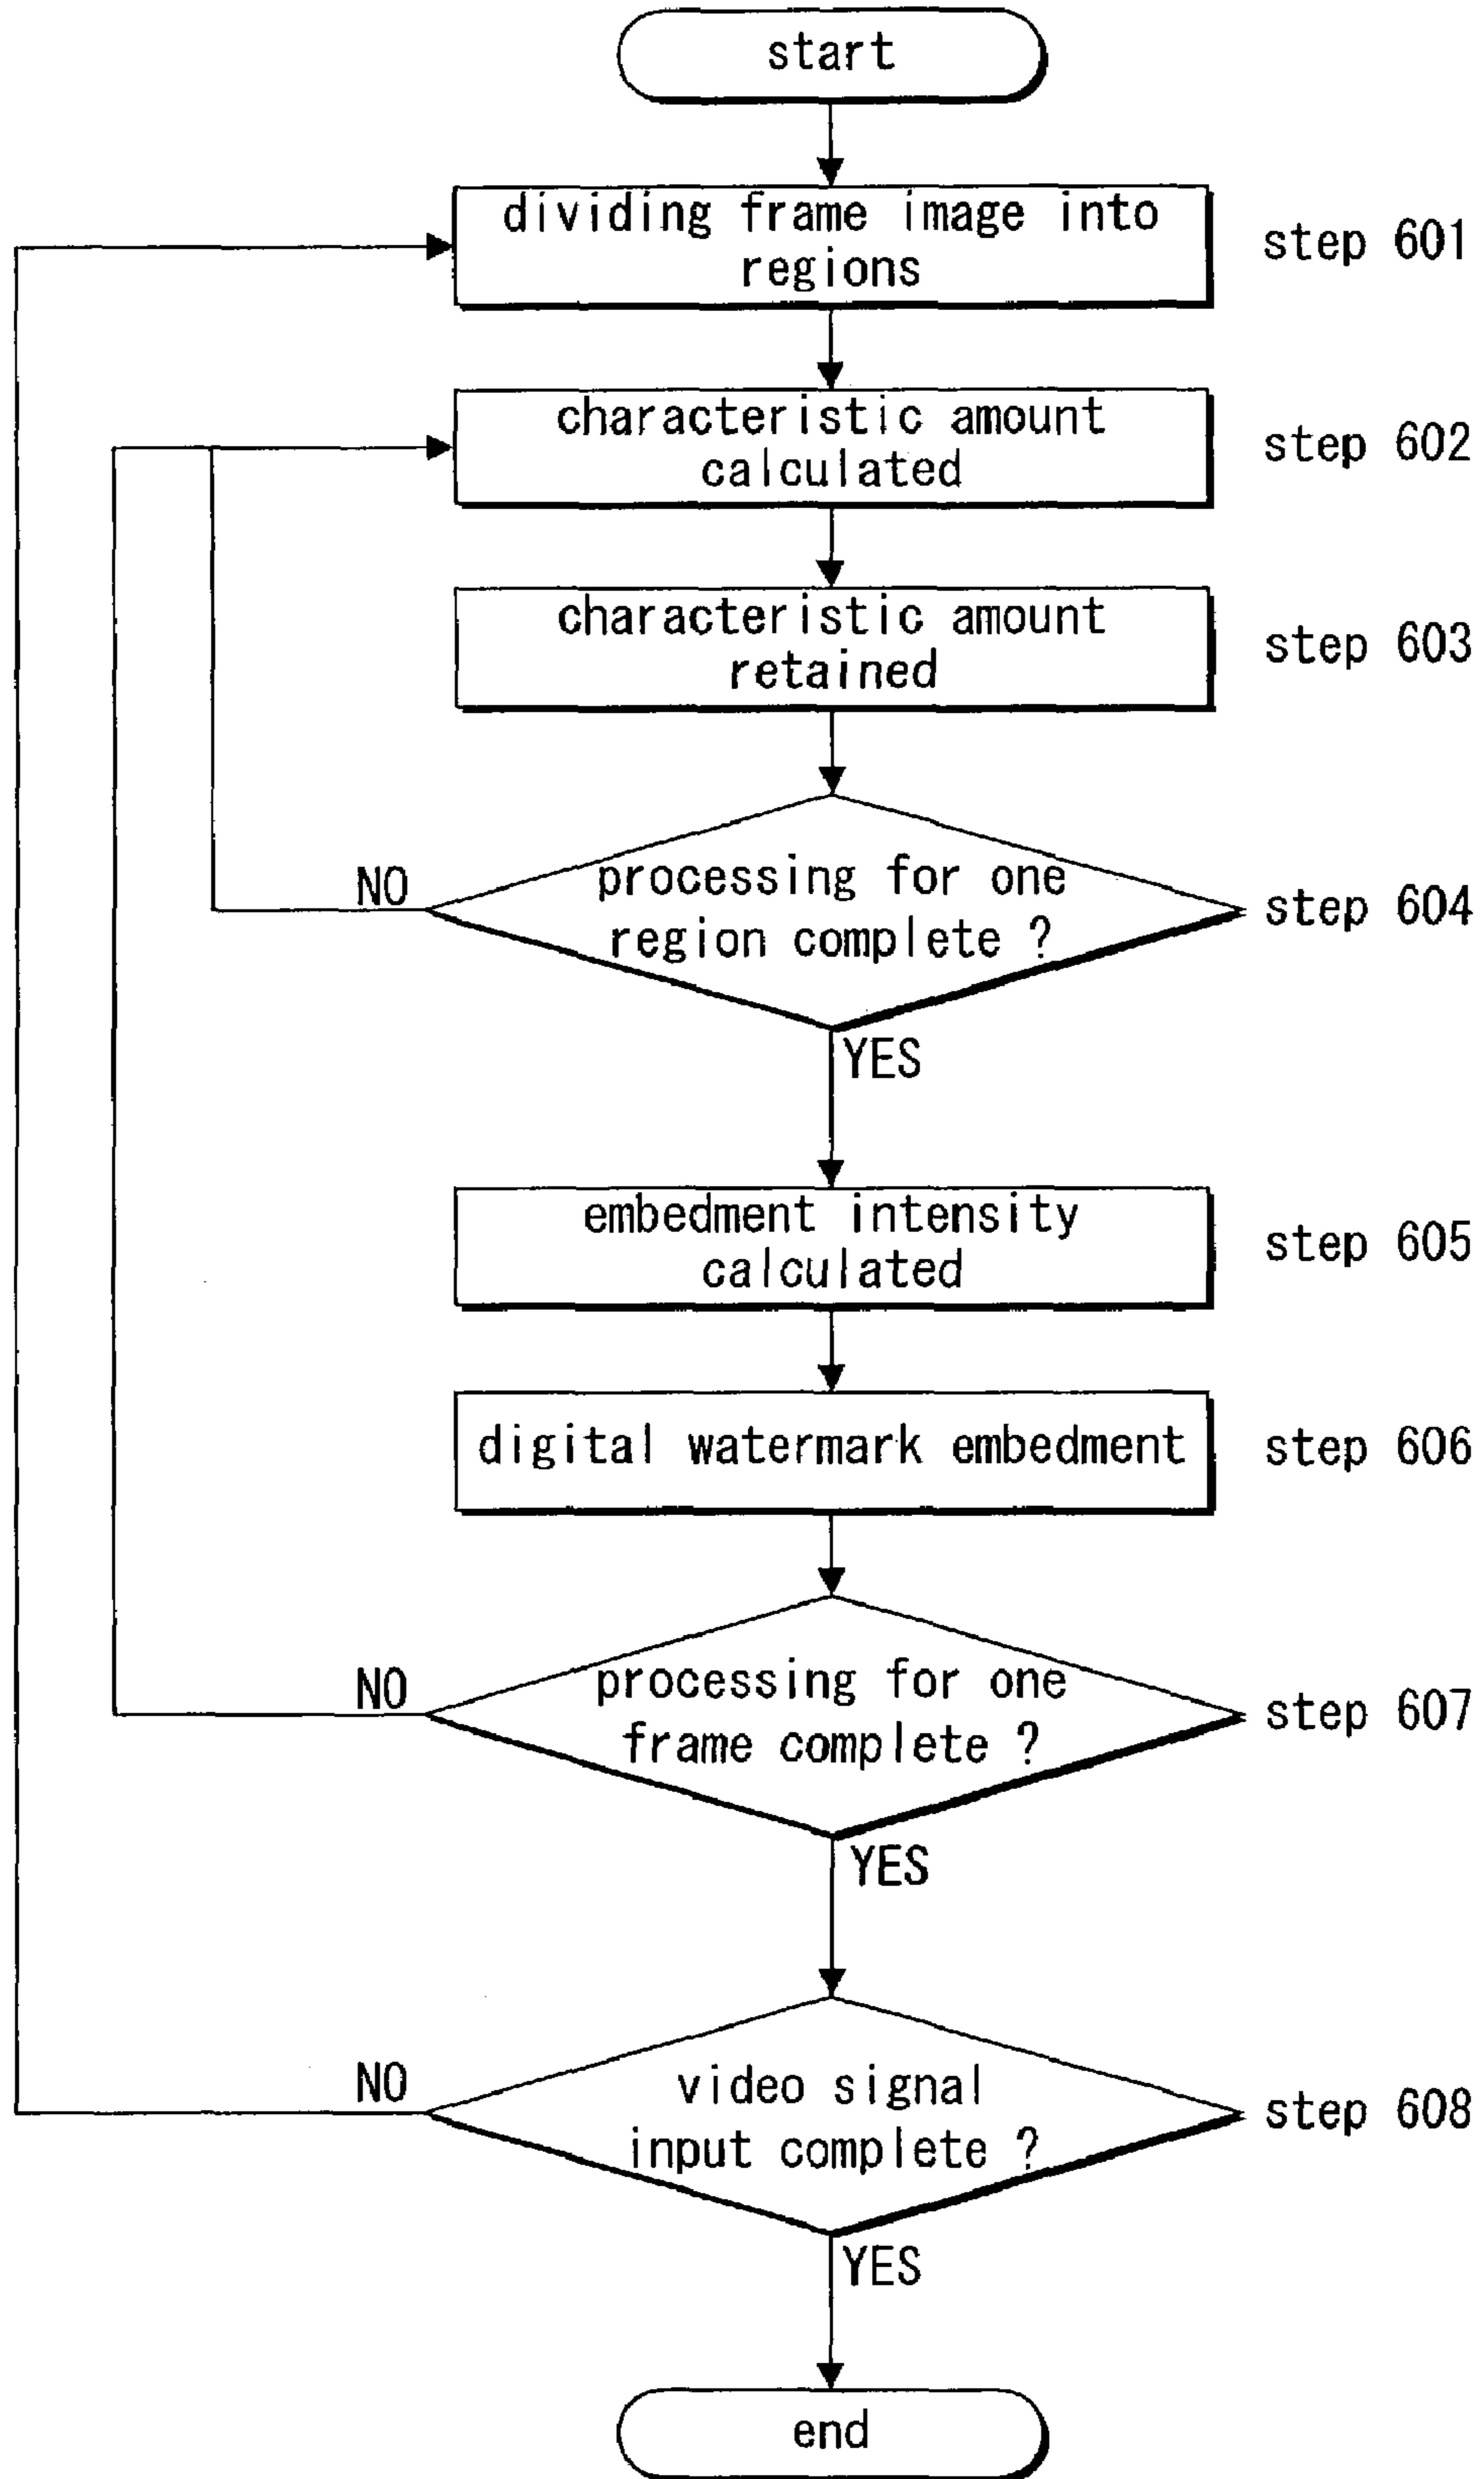 start
dividing frame image into
regions
step 601
characteristic amount
calculated
step 602
characteristic amount
retained
step 603
processing for one
region complete ?
step 604
NO
YES
embedment intensity
calculated
step 605
digital watermark embedment
step 606
processing for one
frame complete ?
step 607
NO
YES
video signal
input complete ?
step 608
NO
YES
end